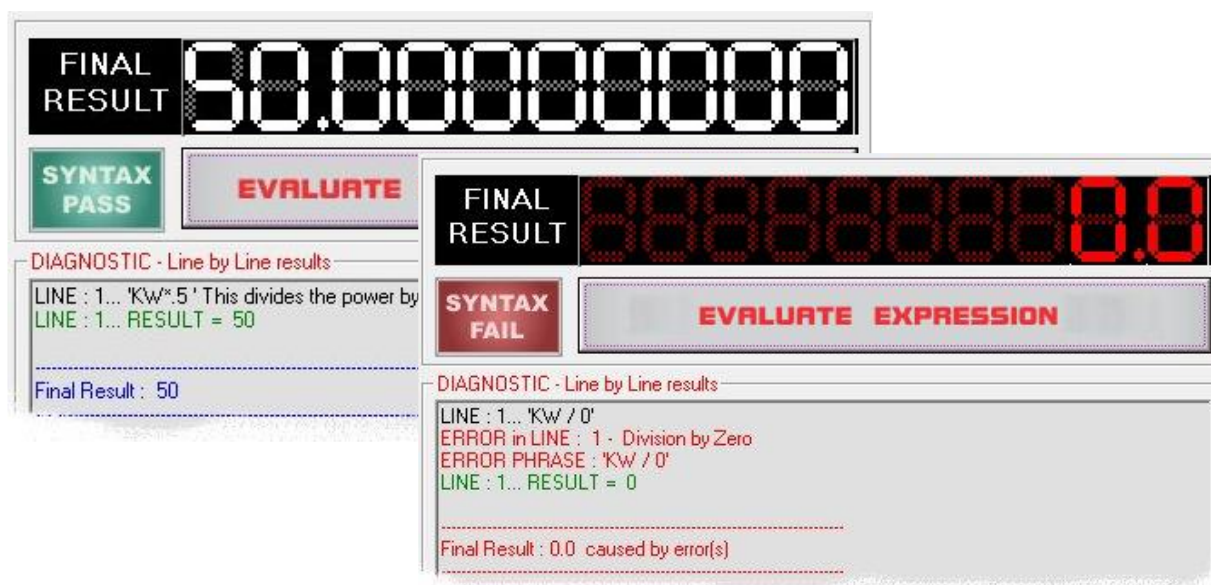 FINAL
RESULT
50.00000000
SYNTAX
PASS
EVALUATE
DIAGNOSTIC - Line by Line results
LINE : 1... 'KW*.5 ' This divides the power by
LINE : 1... RESULT = 50
Final Result : 50
FINAL
RESULT
0.0
SYNTAX
FAIL
EVALUATE EXPRESSION
DIAGNOSTIC - Line by Line results
LINE : 1... 'KW / 0'
ERROR in LINE : 1 - Division by Zero
ERROR PHRASE : 'KW / 0'
LINE : 1... RESULT = 0
Final Result : 0.0 caused by error(s)